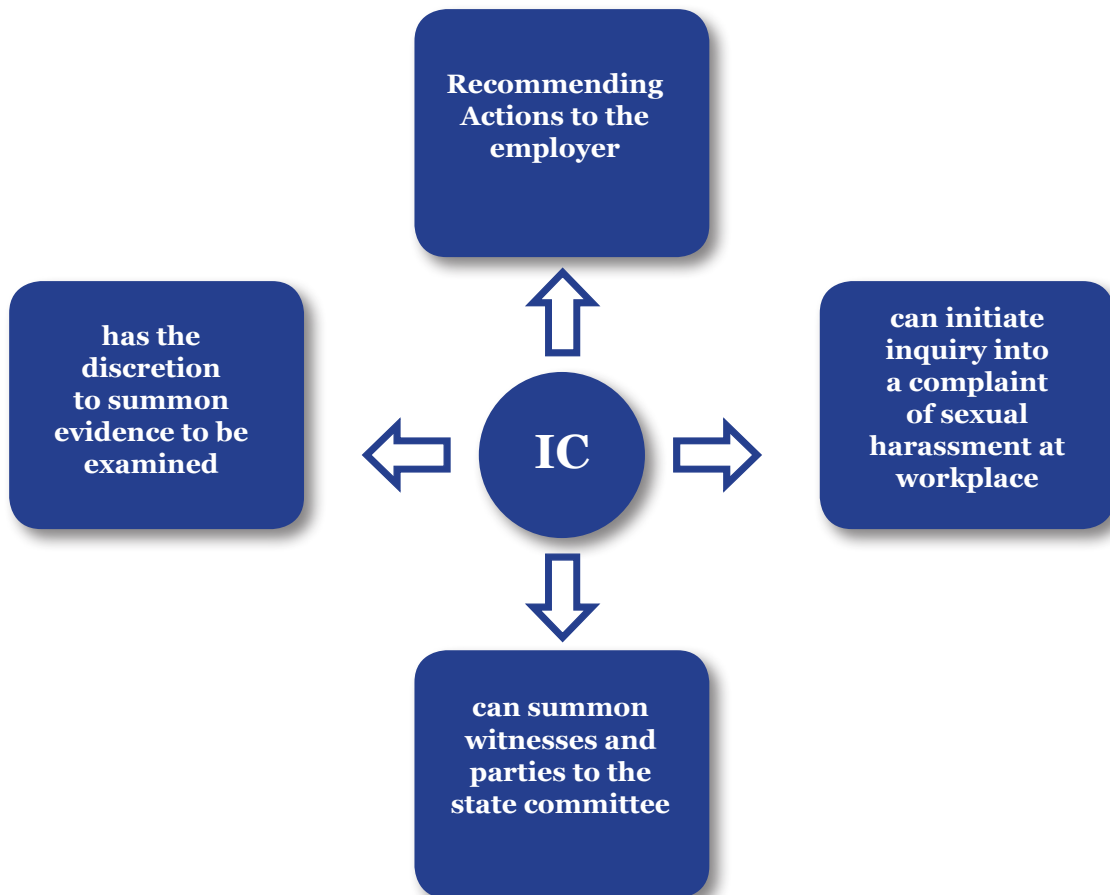 Recommending
Actions to the
employer
has the
discretion
to summon
evidence to be
examined
IC
can initiate
inquiry into
a complaint
of sexual
harassment at
workplace
can summon
witnesses and
parties to the
state committee